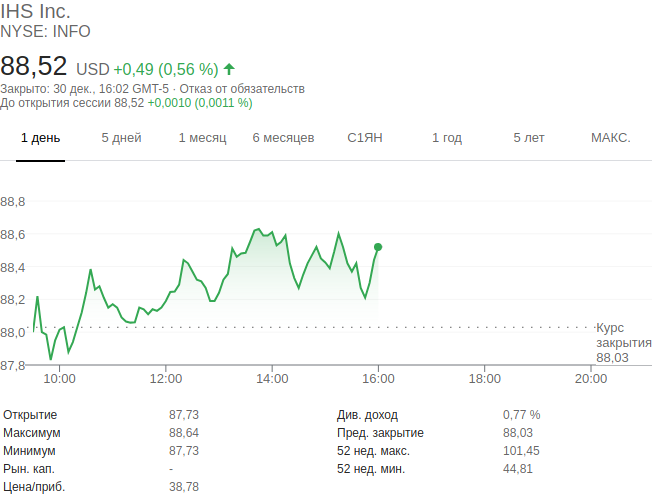 IHS Inc.
NYSE: INFO
88,52 USD +0,49 (0,56 %)
Закрыто: 30 дек., 16:02 GMT-5 · Отказ от обязательств
До открытия сессии 88,52 +0,0010 (0,0011 %)
1 день 5 дней 1 месяц 6 месяцев С1ЯН 1 год 5 лет МАКС.
88,8
88,6
88,4
88,2
88,0
87,8
Курс
закрытия
88,03
10:00 12:00 14:00 16:00 18:00 20:00
Открытие 87,73 Див. доход 0,77 %
Максимум 88,64 Пред. закрытие 88,03
Минимум 87,73 52 нед. макс. 101,45
Рын. кап. - 52 нед. мин. 44,81
Цена/приб. 38,78